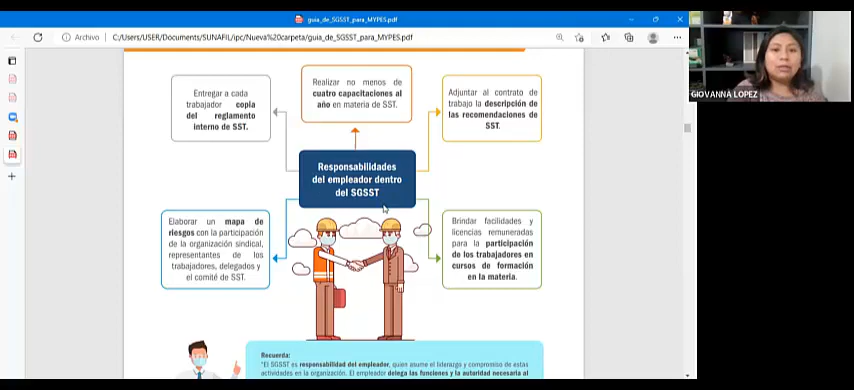 guia_de_SGSST_para_MYPES.pdf
Archivo
C:/Users/USER/Documents/SUNAFIL/ipc/Nueva%20carpeta/guia_de_SGSST_para_MYPES.pdf
GIOVANNA LOPEZ
Entregar a cada
trabajador copia
del reglamento
interno de SST.
Realizar no menos de
cuatro capacitaciones al
año en materia de SST.
Adjuntar al contrato de
trabajo la descripción de
las recomendaciones de
SST.
Responsabilidades
del empleador dentro
del SGSST
Elaborar un mapa de
riesgos con la participación
de la organización sindical,
representantes de los
trabajadores, delegados y
el comité de SST.
Brindar facilidades y
licencias remuneradas
para la participación
de los trabajadores en
cursos de formación
en la materia.
Recuerda:
"El SGSST es responsabilidad del empleador, quien asume el liderazgo y compromiso de estas
actividades en la organización. El empleador delega las funciones y la autoridad necesaria al